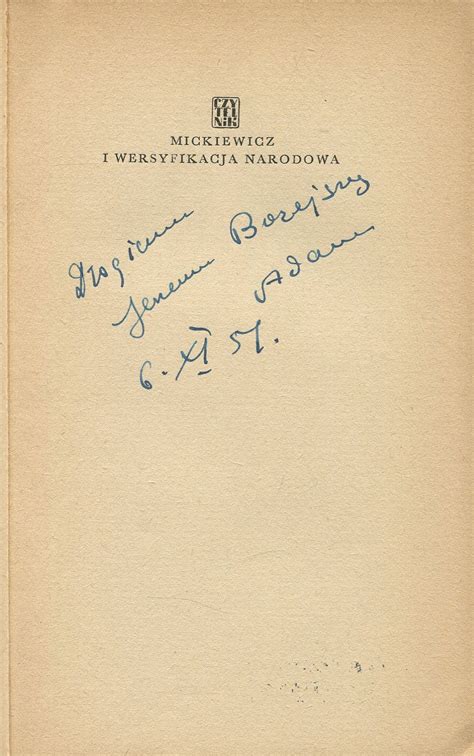 CZY
TEL
NIK
MICKIEWICZ
I WERSYFIKACJA NARODOWA
Drogiemu
Jerzemu Borejszy
Adam
6. XI 51.